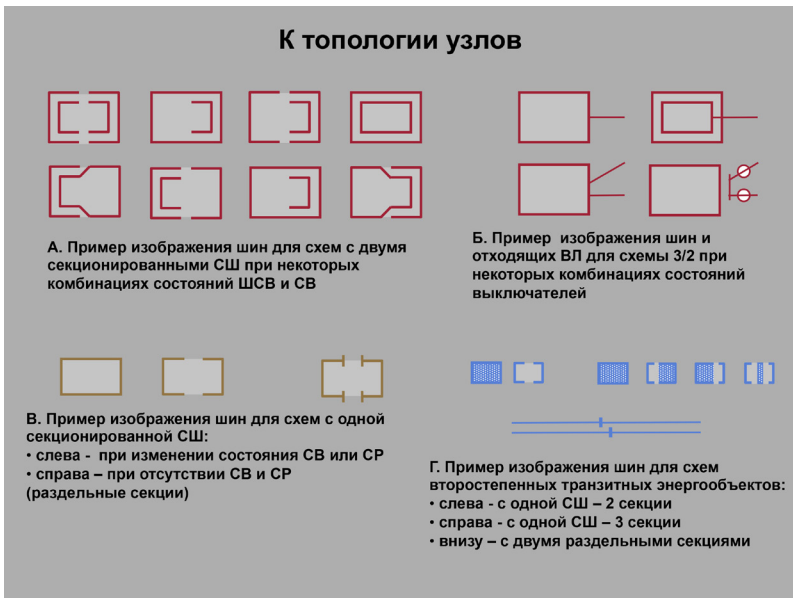 К топологии узлов
А. Пример изображения шин для схем с двумя
секционированными СШ при некоторых
комбинациях состояний ШСВ и СВ
Б. Пример изображения шин и
отходящих ВЛ для схемы 3/2 при
некоторых комбинациях состояний
выключателей
В. Пример изображения шин для схем с одной
секционированной СШ:
• слева - при изменении состояния СВ или СР
• справа – при отсутствии СВ и СР
(раздельные секции)
Г. Пример изображения шин для схем
второстепенных транзитных энергообъектов:
• слева - с одной СШ – 2 секции
• справа - с одной СШ – 3 секции
• внизу – с двумя раздельными секциями